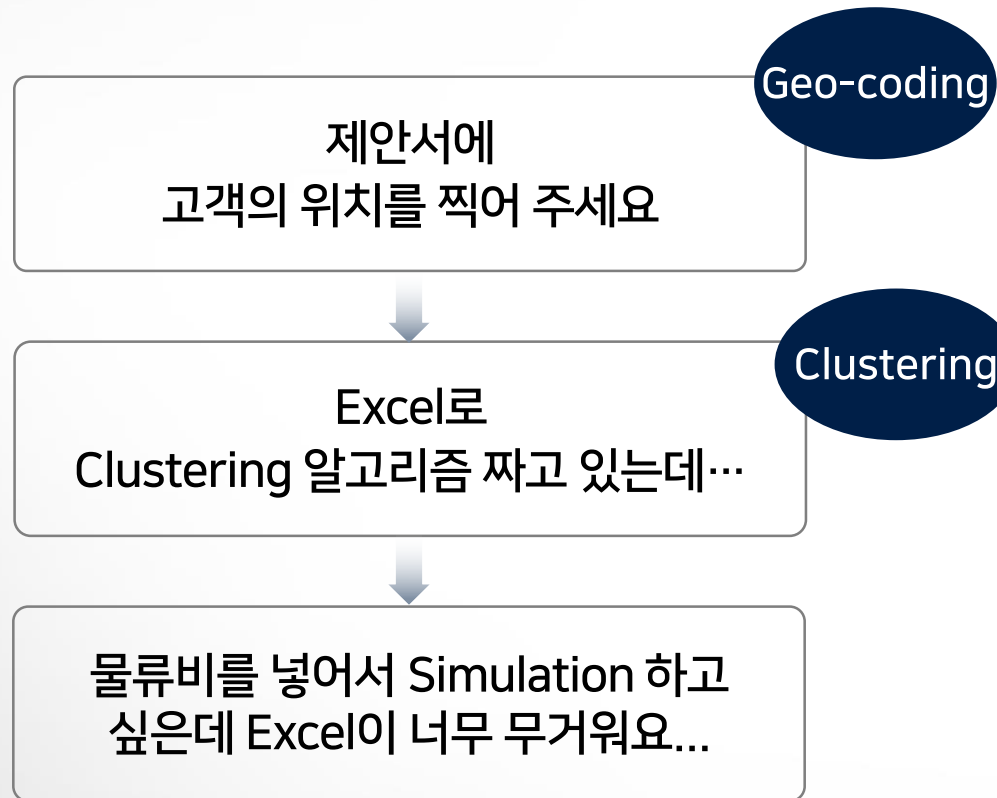 Geo-coding
제안서에
고객의 위치를 찍어 주세요
Clustering
Excel로
Clustering 알고리즘 짜고 있는데…
물류비를 넣어서 Simulation 하고
싶은데 Excel이 너무 무거워요...